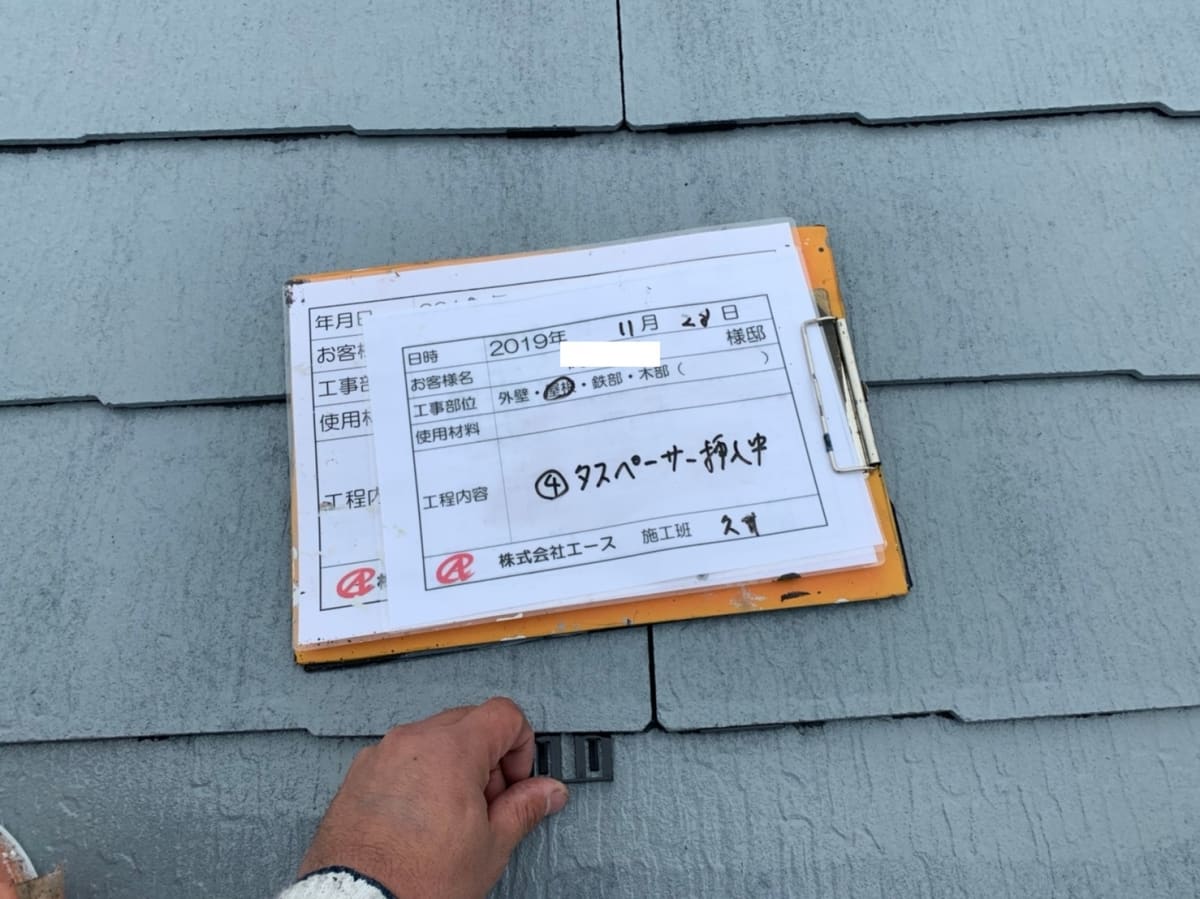 年月日
お客様
工事部
使用材
工程内
日時 2019年 11月 日
お客様名 様邸
工事部位 外壁・屋根・鉄部・木部( )
使用材料
工程内容 ④タスペーサー挿入中
株式会社エース 施工班